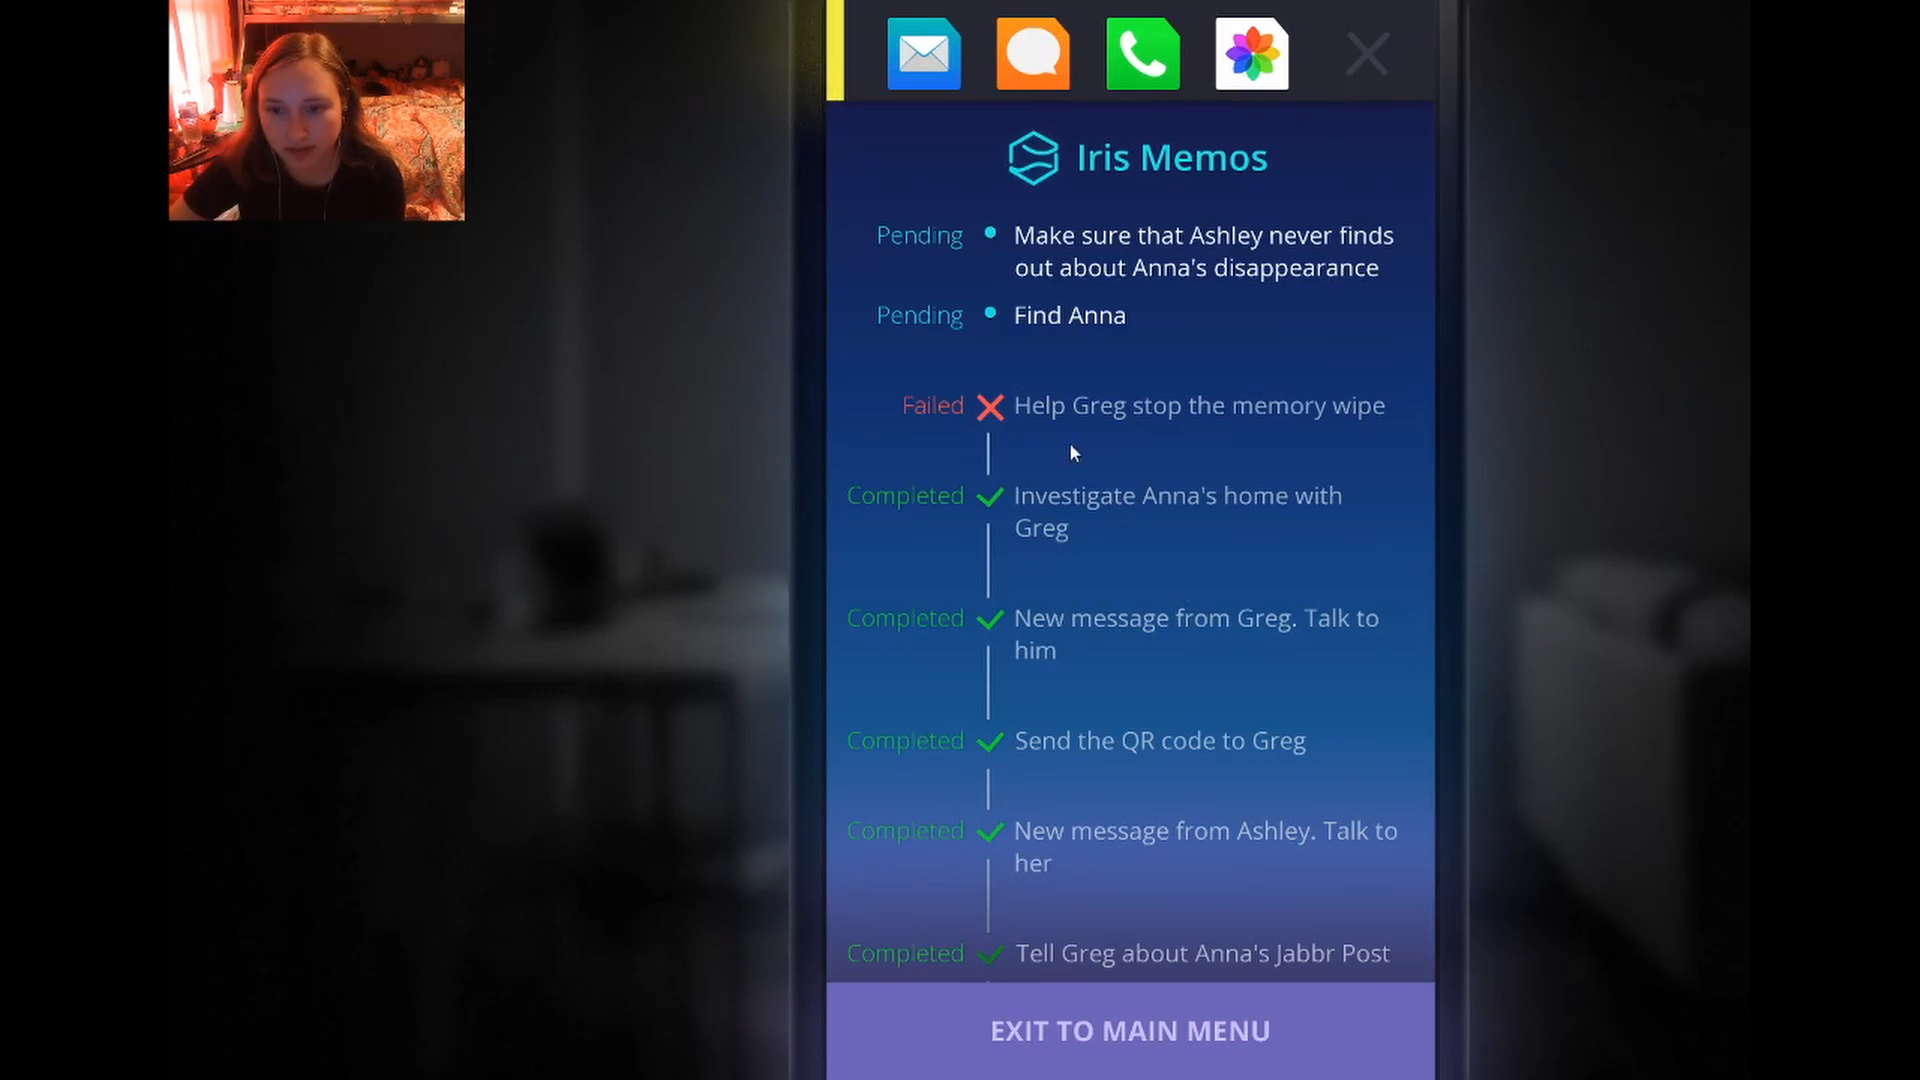 Iris Memos
Pending Make sure that Ashley never finds
out about Anna's disappearance
Pending Find Anna
Failed Help Greg stop the memory wipe
Completed Investigate Anna's home with
Greg
Completed New message from Greg. Talk to
him
Completed Send the QR code to Greg
Completed New message from Ashley. Talk to
her
Completed Tell Greg about Anna's Jabbr Post
EXIT TO MAIN MENU